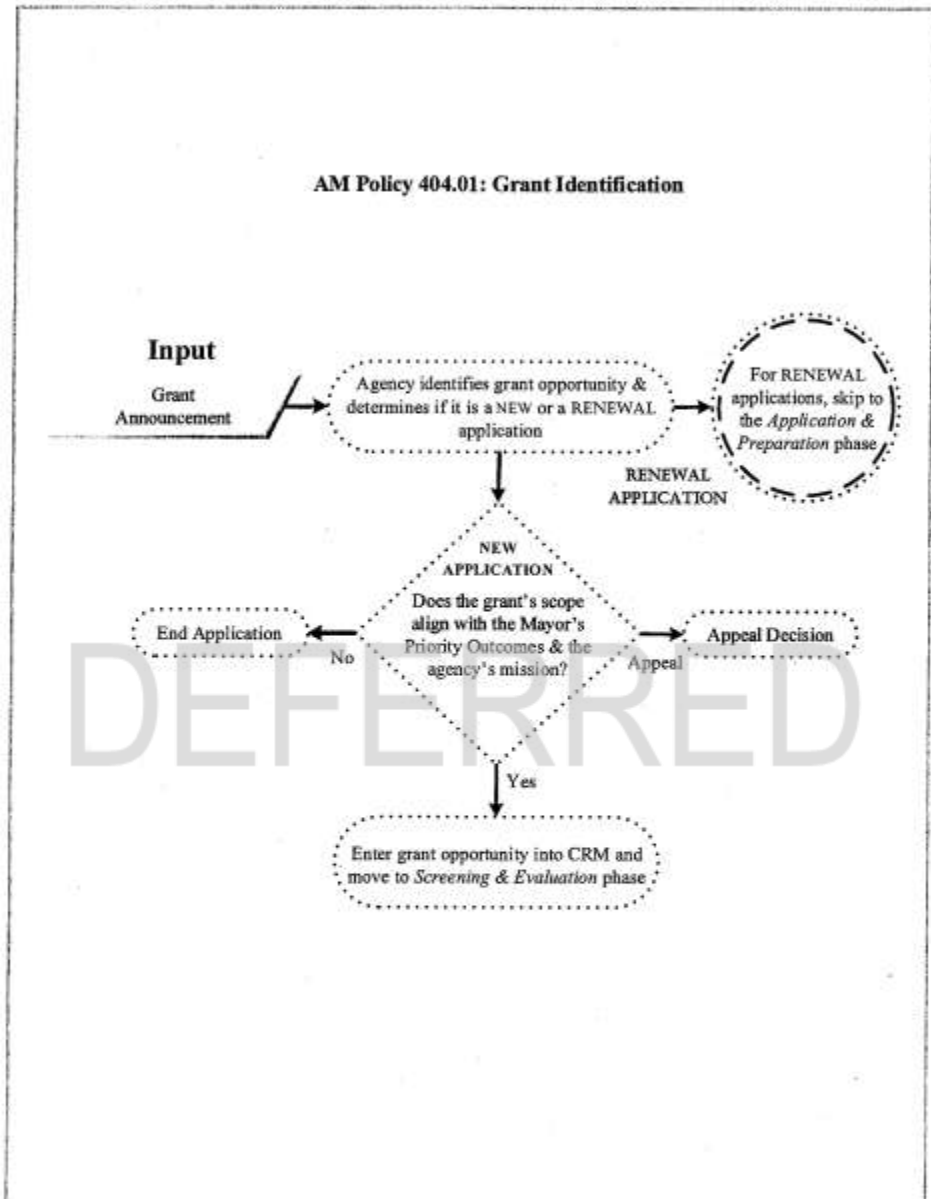 AM Policy 404.01: Grant Identification
Input
Grant
Announcement
Agency identifies grant opportunity &
determines if it is a NEW or a RENEWAL
application
For RENEWAL
applications, skip to
the Application &
Preparation phase
RENEWAL
APPLICATION
NEW
APPLICATION
Does the grant's scope
align with the Mayor's
Priority Outcomes & the
agency's mission?
End Application
No
Appeal Decision
Appeal
DEFERRED
Yes
Enter grant opportunity into CRM and
move to Screening & Evaluation phase